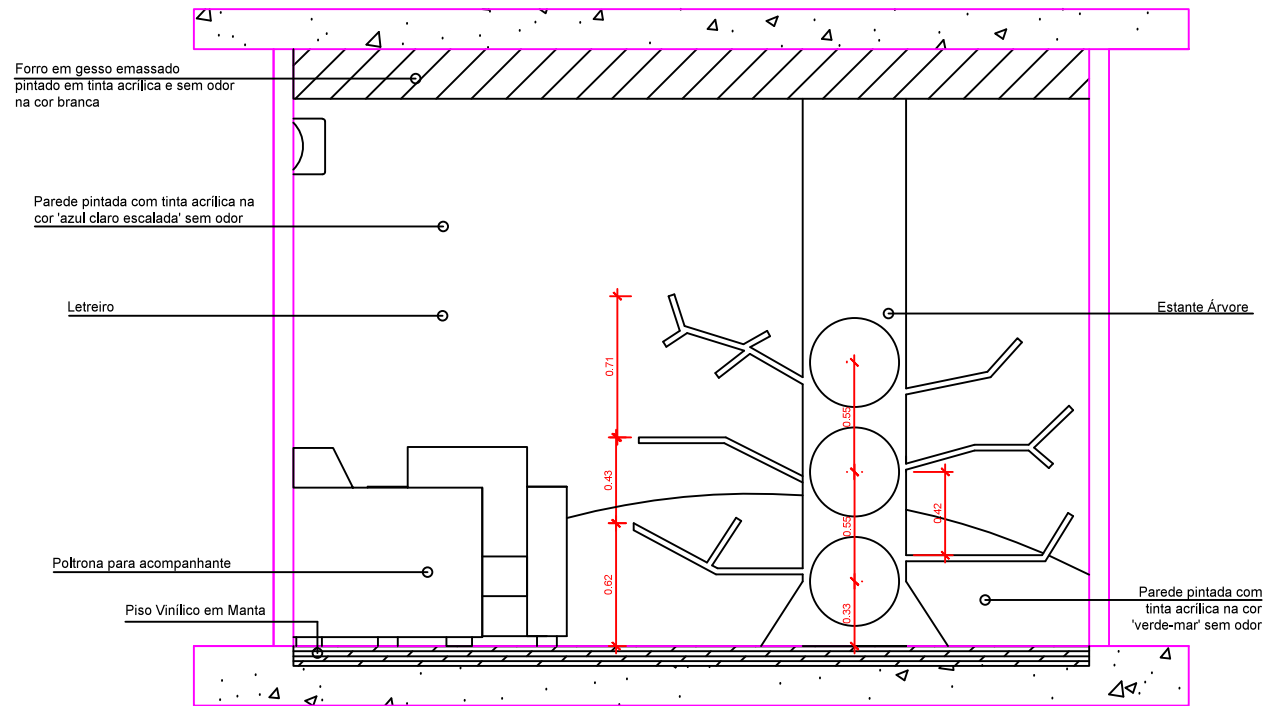 Forro em gesso emassado
pintado em tinta acrílica e sem odor
na cor branca
Parede pintada com tinta acrílica na
cor 'azul claro escalada' sem odor
Letreiro
Estante Árvore
0.71
0.55
0.43
0.42
0.55
0.62
0.33
Poltrona para acompanhante
Piso Vinílico em Manta
Parede pintada com
tinta acrílica na cor
'verde-mar' sem odor